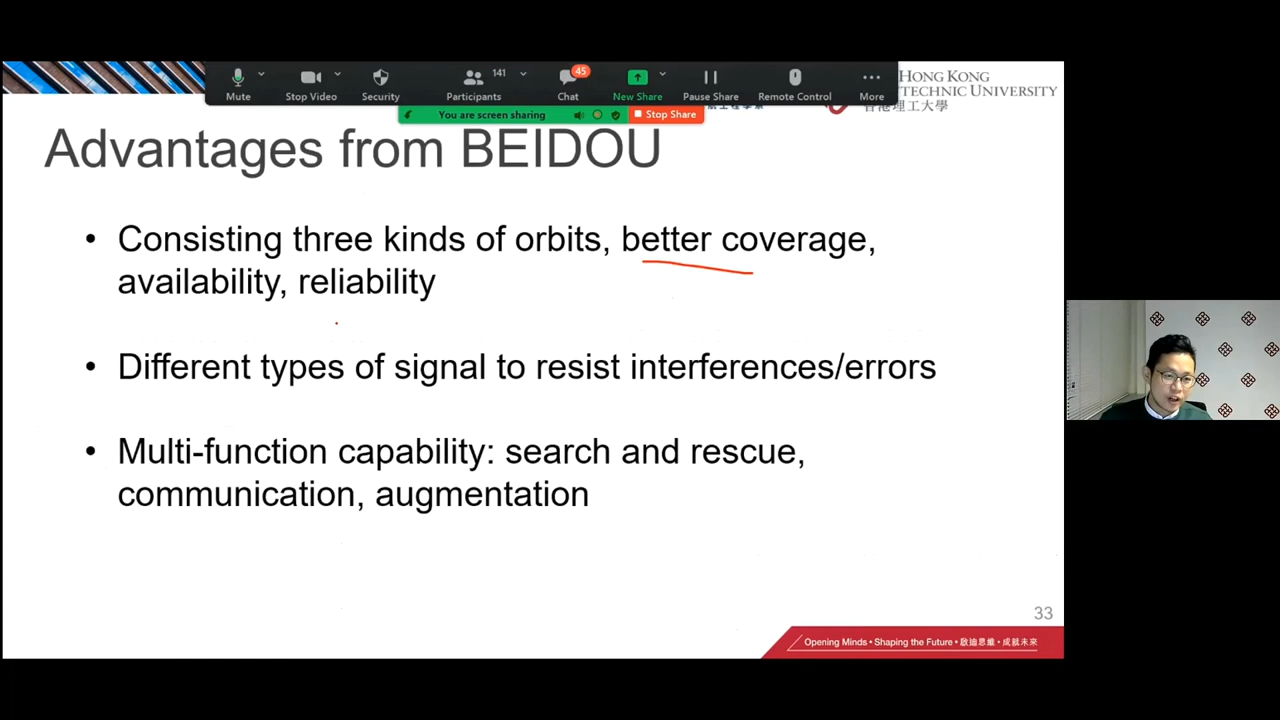 Mute
Stop Video
Security
Participants
141
Chat
45
New Share
Pause Share
Remote Control
More
You are screen sharing
Stop Share
HONG KONG
TECHNIC UNIVERSITY
香港理工大學
Advantages from BEIDOU
• Consisting three kinds of orbits, better coverage,
availability, reliability
• Different types of signal to resist interferences/errors
• Multi-function capability: search and rescue,
communication, augmentation
33
Opening Minds • Shaping the Future • 啟迪思維 • 成就未來